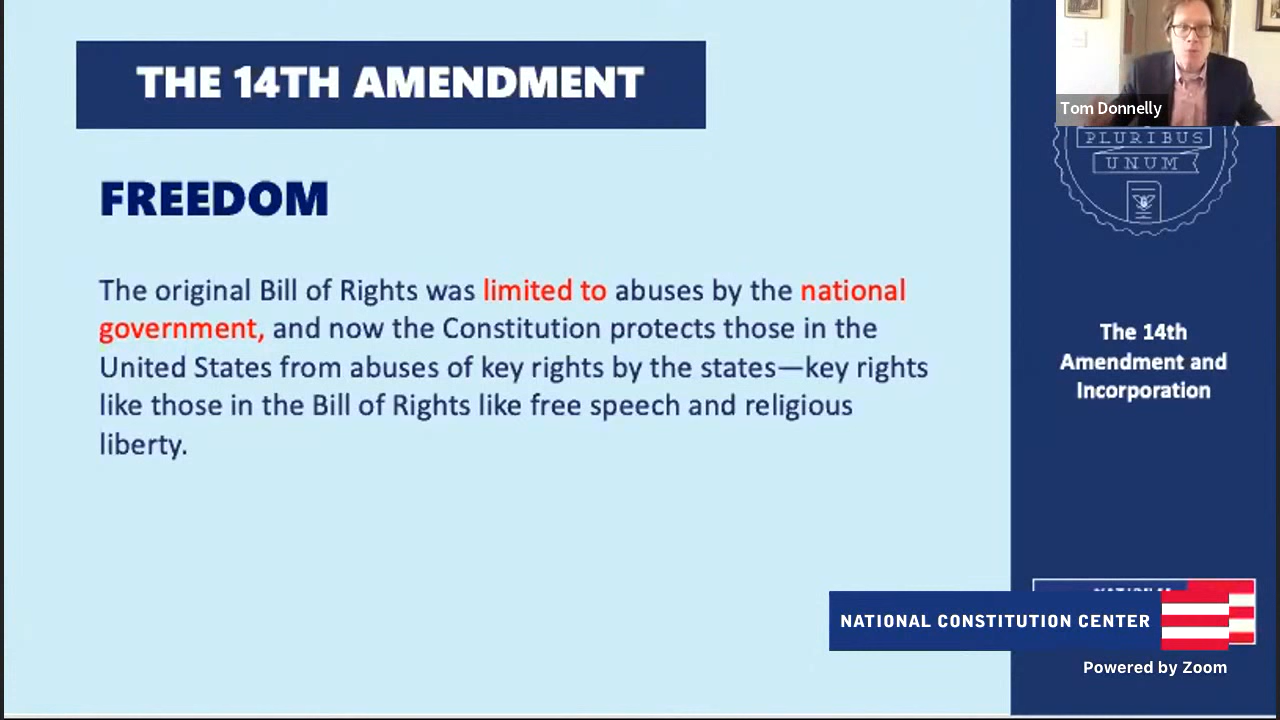 THE 14TH AMENDMENT
Tom Donnelly
PLURIBUS
UNUM
FREEDOM
The original Bill of Rights was limited to abuses by the national
government, and now the Constitution protects those in the
United States from abuses of key rights by the states—key rights
like those in the Bill of Rights like free speech and religious
liberty.
The 14th
Amendment and
Incorporation
NATIONAL CONSTITUTION CENTER
Powered by Zoom